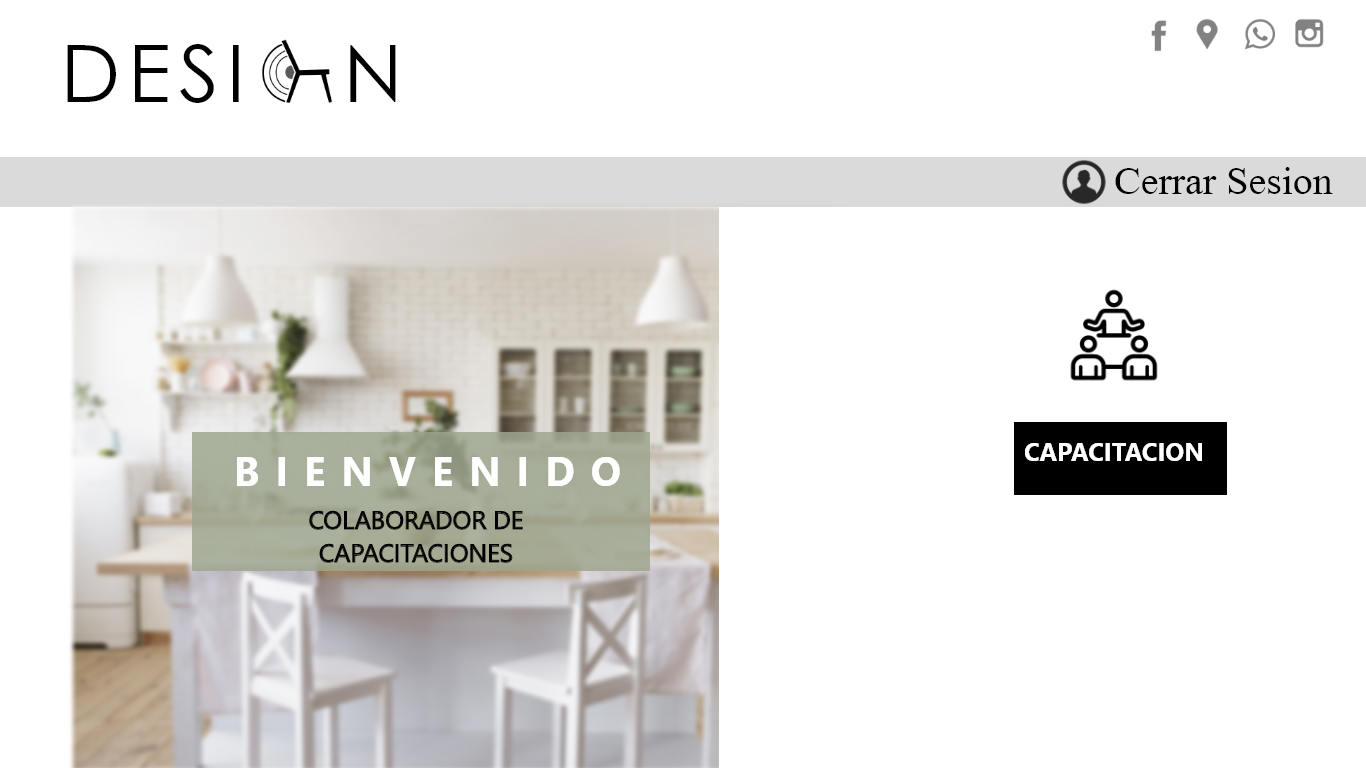 DESIGN
Cerrar Sesion
BIENVENIDO
COLABORADOR DE
CAPACITACIONES
CAPACITACION